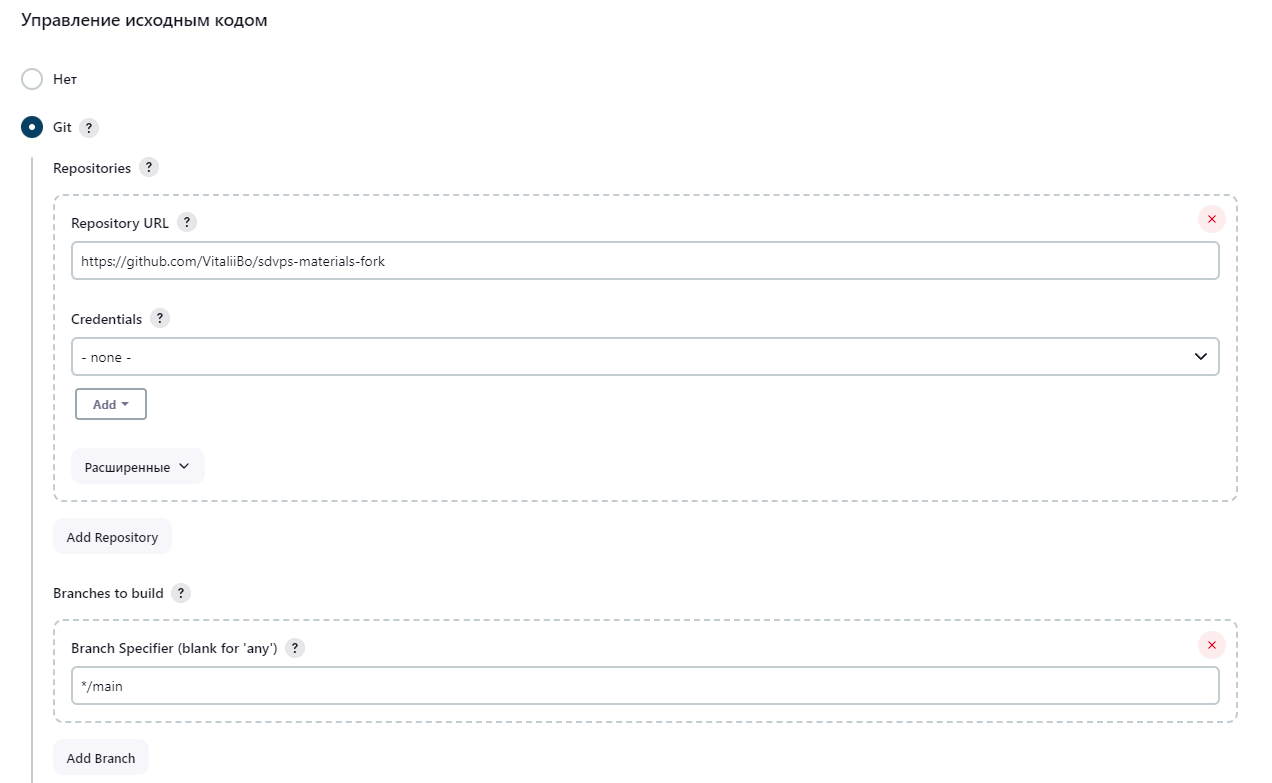 Управление исходным кодом
Нет
Git ?
Repositories ?
Repository URL ?
https://github.com/VitaliiBo/sdvps-materials-fork
Credentials ?
- none -
Add
Расширенные
Add Repository
Branches to build ?
Branch Specifier (blank for 'any') ?
*/main
Add Branch